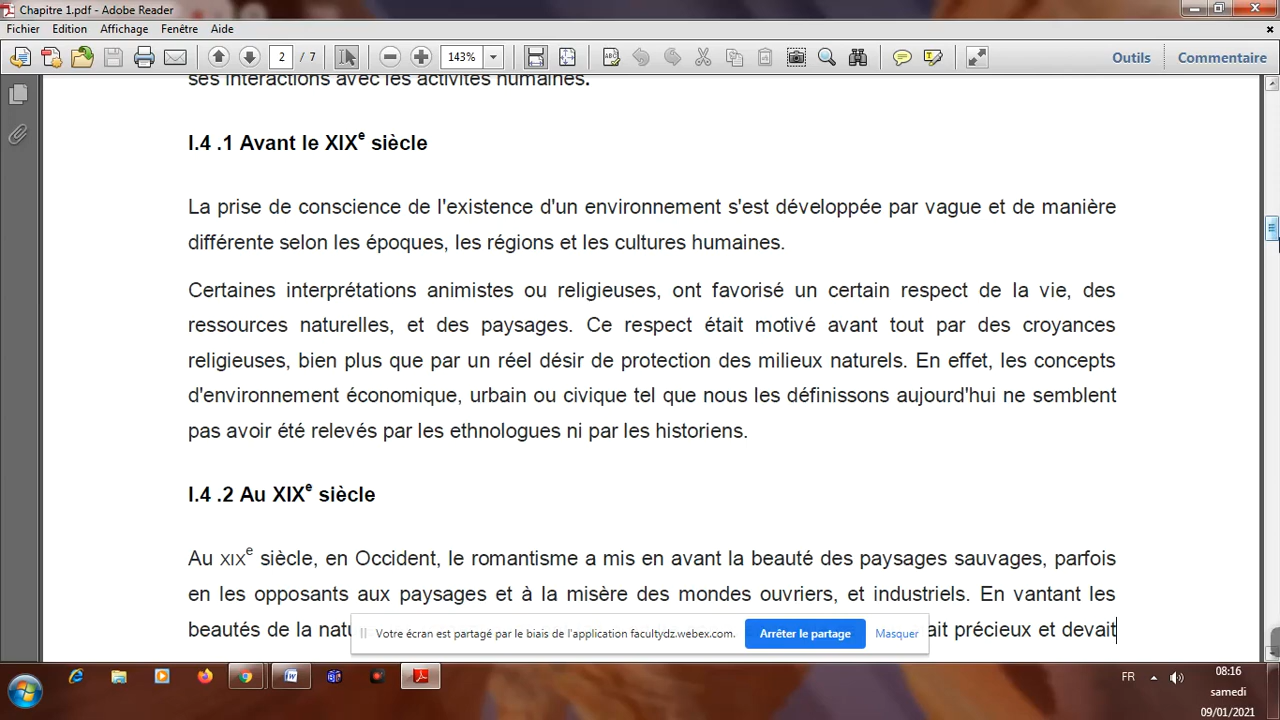 Chapitre 1.pdf - Adobe Reader
Fichier Edition Affichage Fenêtre Aide
2 / 7 143% Outils Commentaire
ses interactions avec les activités humaines.
I.4 .1 Avant le XIXe siècle
La prise de conscience de l'existence d'un environnement s'est développée par vague et de manière
différente selon les époques, les régions et les cultures humaines.
Certaines interprétations animistes ou religieuses, ont favorisé un certain respect de la vie, des
ressources naturelles, et des paysages. Ce respect était motivé avant tout par des croyances
religieuses, bien plus que par un réel désir de protection des milieux naturels. En effet, les concepts
d'environnement économique, urbain ou civique tel que nous les définissons aujourd'hui ne semblent
pas avoir été relevés par les ethnologues ni par les historiens.
I.4 .2 Au XIXe siècle
Au XIXe siècle, en Occident, le romantisme a mis en avant la beauté des paysages sauvages, parfois
en les opposants aux paysages et à la misère des mondes ouvriers, et industriels. En vantant les
beautés de la précieux et devait
Votre écran est partagé par le biais de l'application facultydz.webex.com. Arrêter le partage Masquer
FR 08:16
samedi
09/01/2021